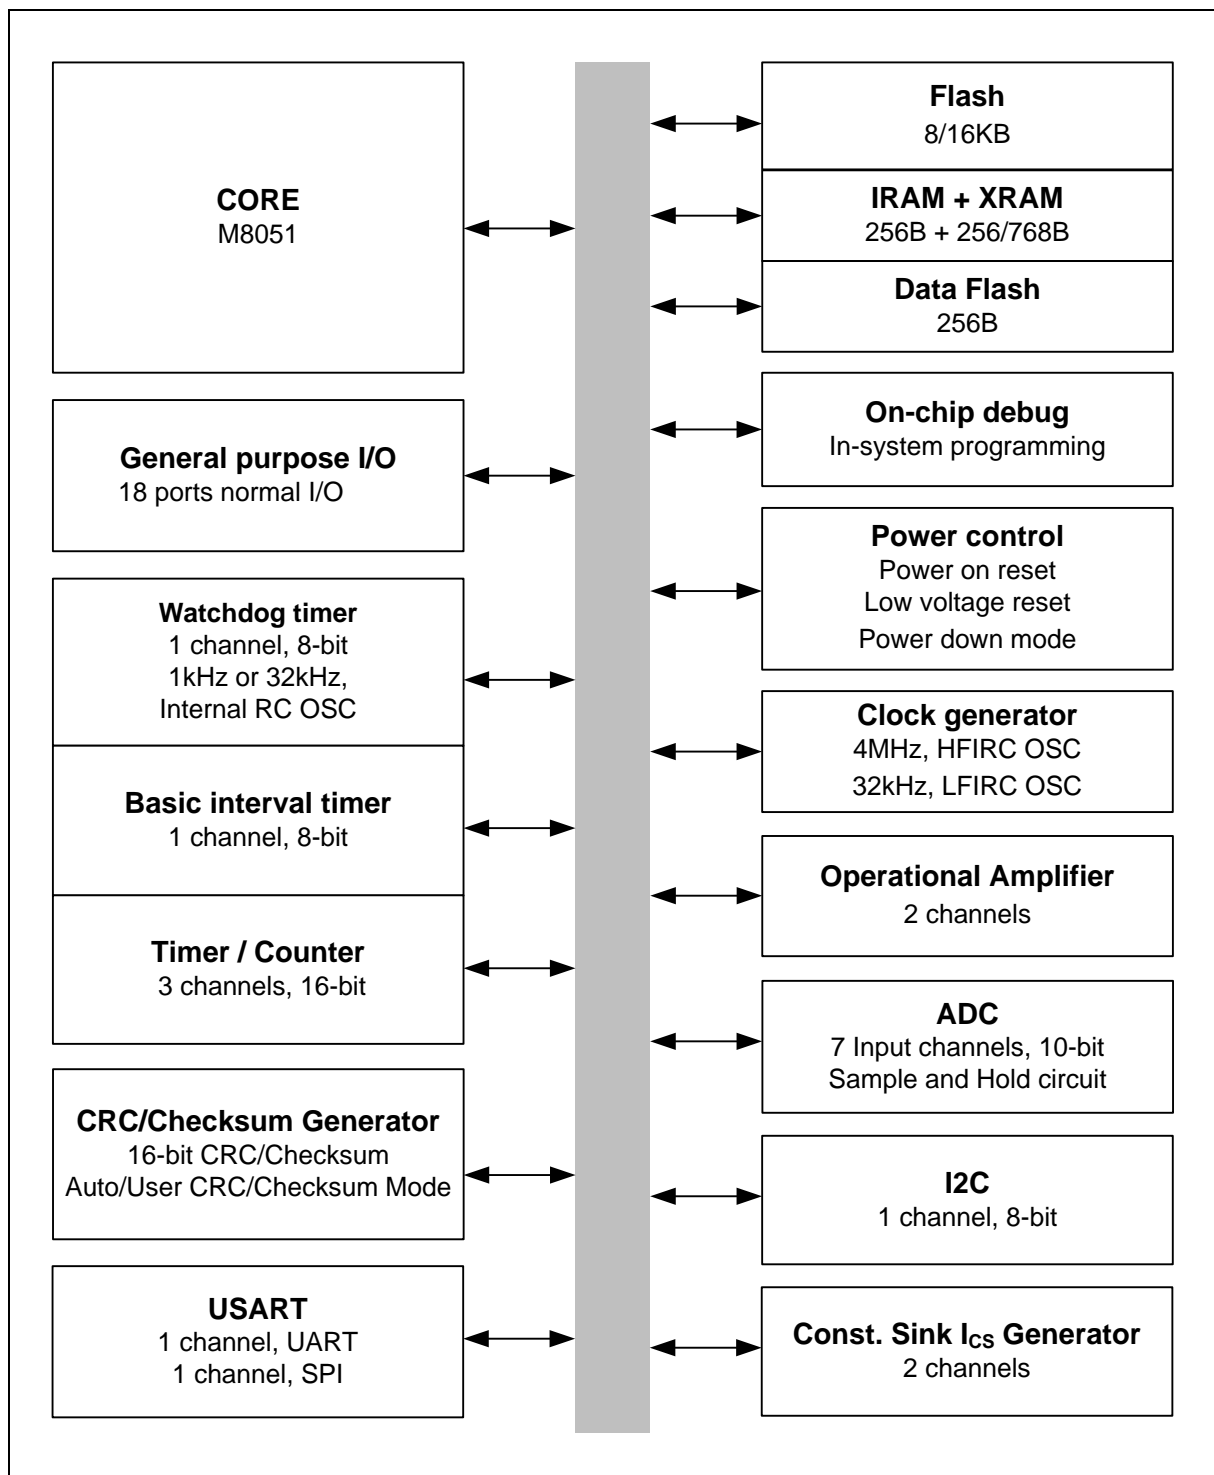 CORE
M8051
General purpose I/O
18 ports normal I/O
Watchdog timer
1 channel, 8-bit
1kHz or 32kHz,
Internal RC OSC
Basic interval timer
1 channel, 8-bit
Timer / Counter
3 channels, 16-bit
CRC/Checksum Generator
16-bit CRC/Checksum
Auto/User CRC/Checksum Mode
USART
1 channel, UART
1 channel, SPI
Flash
8/16KB
IRAM + XRAM
256B + 256/768B
Data Flash
256B
On-chip debug
In-system programming
Power control
Power on reset
Low voltage reset
Power down mode
Clock generator
4MHz, HFIRC OSC
32kHz, LFIRC OSC
Operational Amplifier
2 channels
ADC
7 Input channels, 10-bit
Sample and Hold circuit
I2C
1 channel, 8-bit
Const. Sink ICS Generator
2 channels